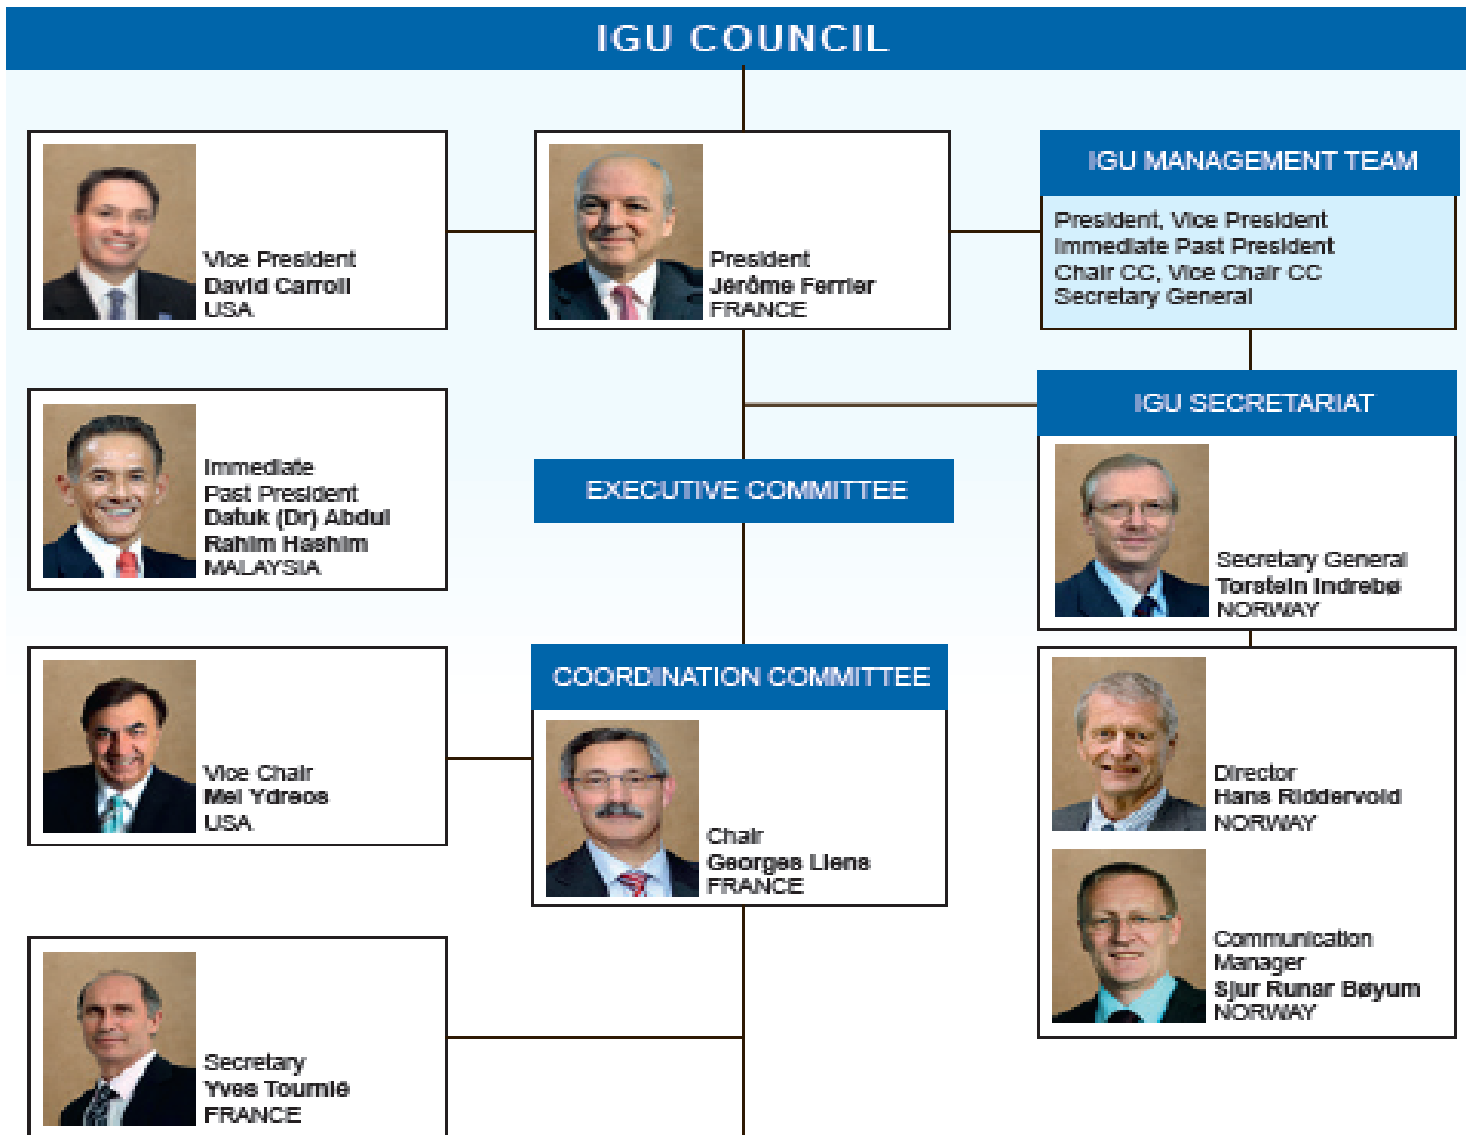 IGU COUNCIL
Vice President
David Carroll
USA
President
Jérôme Ferrier
FRANCE
IGU MANAGEMENT TEAM
President, Vice President
Immediate Past President
Chair CC, Vice Chair CC
Secretary General
Immediate
Past President
Datuk (Dr) Abdul
Rahim Hashim
MALAYSIA
EXECUTIVE COMMITTEE
IGU SECRETARIAT
Secretary General
Torstein Indrebø
NORWAY
Vice Chair
Mel Ydreos
USA
COORDINATION COMMITTEE
Chair
Georges Liens
FRANCE
Director
Hans Riddervold
NORWAY
Communication
Manager
Sjur Runar Bøyum
NORWAY
Secretary
Yves Tournié
FRANCE